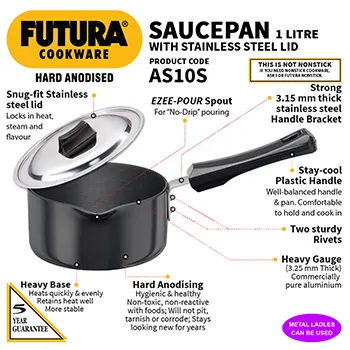 FUTURA®
COOKWARE
HARD ANODISED
SAUCEPAN 1 LITRE
WITH STAINLESS STEEL LID
PRODUCT CODE
AS10S
THIS IS NOT NONSTICK
IF YOU NEED NONSTICK COOKWARE,
ASK FOR FUTURA NONSTICK.
Snug-fit Stainless
steel lid
Locks in heat,
steam and
flavour
EZEE-POUR Spout
For "No-Drip" pouring
Strong
3.15 mm thick
stainless steel
Handle Bracket
Stay-cool
Plastic Handle
Well-balanced handle
& pan. Comfortable
to hold and cook in
Two sturdy
Rivets
Heavy Gauge
(3.25 mm Thick)
Commercially
pure aluminium
Heavy Base
Heats quickly & evenly
Retains heat well
More stable
Hard Anodising
Hygienic & healthy
Non-toxic, non-reactive
with foods; Will not pit,
tarnish or corrode; Stays
looking new for years
5
YEAR
GUARANTEE
METAL LADLES
CAN BE USED